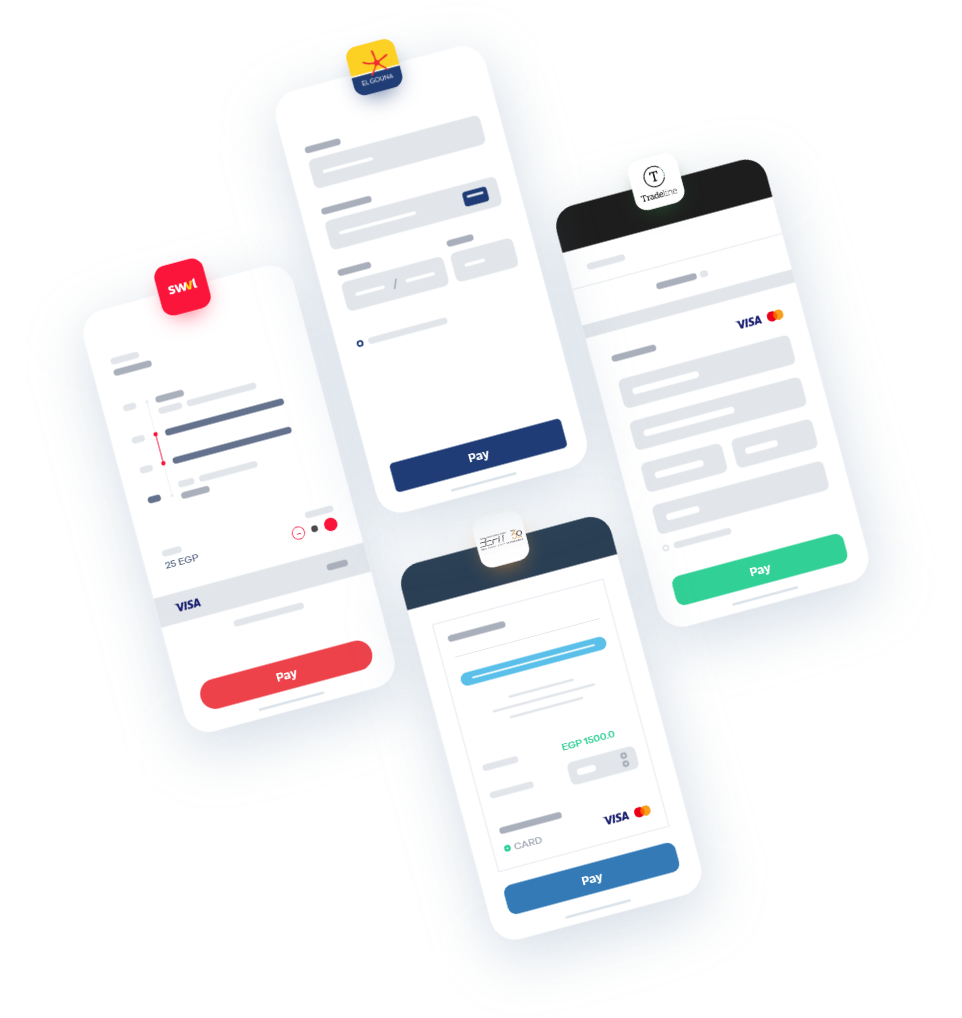 EL GOUNA
Pay
swvl
25 EGP
VISA
Pay
T
Tradeline
VISA
Pay
EGP 1500.0
VISA
CARD
Pay